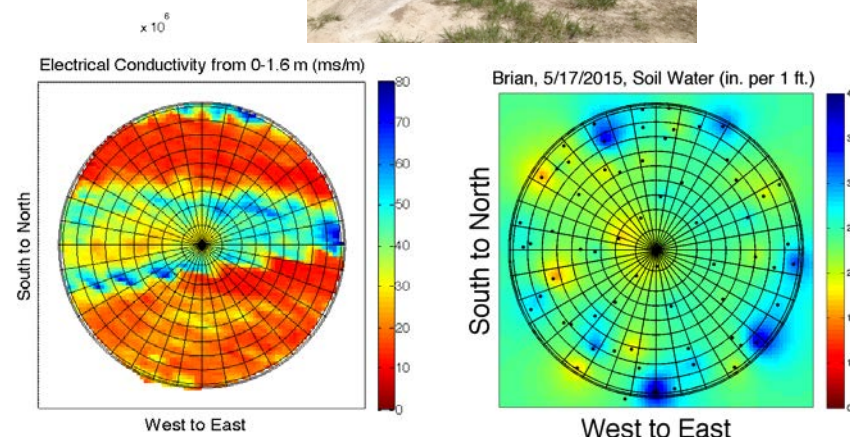 x 10⁶
Electrical Conductivity from 0-1.6 m (ms/m)
80
70
60
50
40
30
20
10
0
South to North
West to East
Brian, 5/17/2015, Soil Water (in. per 1 ft.)
South to North
West to East